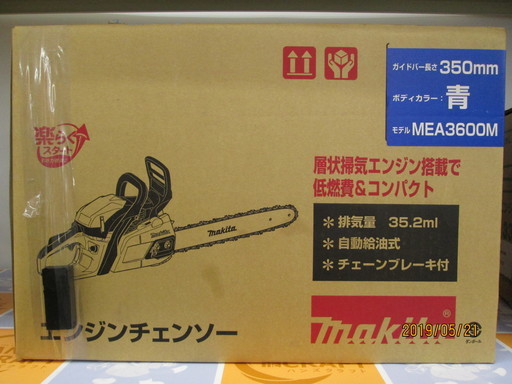 ガイドバー長さ 350mm
ボディカラー: 青
モデル MEA3600M
楽らく
スタート
makita
層状掃気エンジン搭載で
低燃費&コンパクト
＊排気量 35.2ml
＊自動給油式
＊チェーンブレーキ付
エンジンチェンソー
makita®
2019/05/21